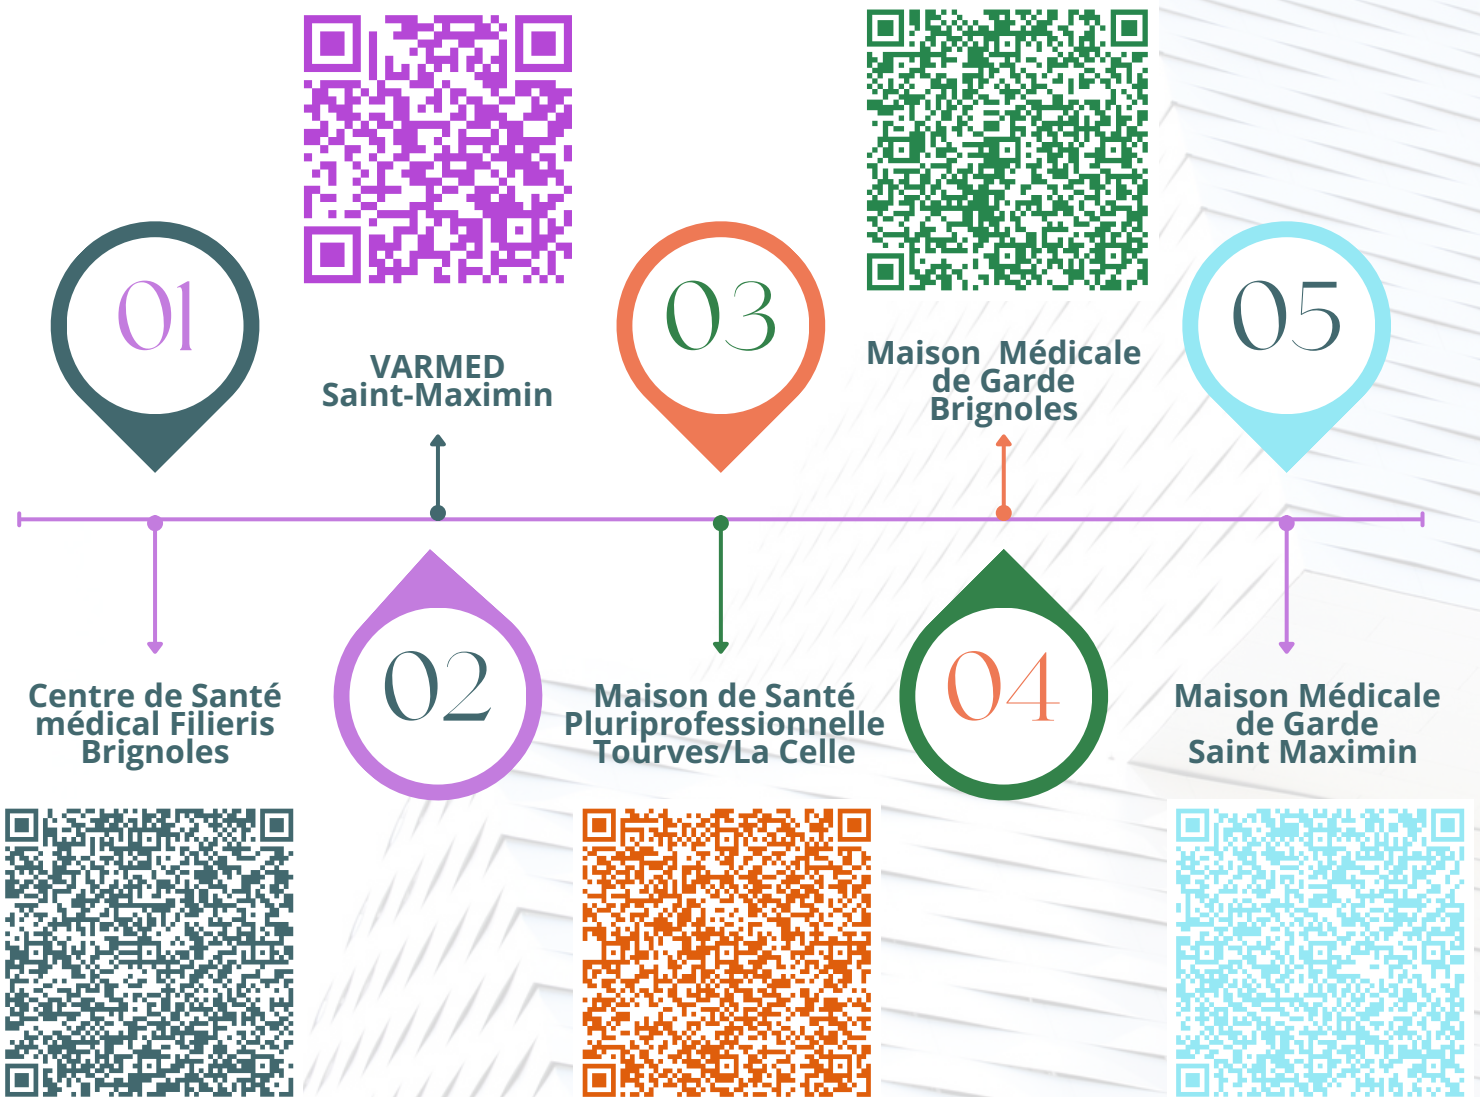 01
VARMED
Saint-Maximin
03
Maison  Médicale
de Garde
Brignoles
05
Centre de Santé
médical Filieris
Brignoles
02
Maison de Santé
Pluriprofessionnelle
Tourves/La Celle
04
Maison Médicale
de Garde
Saint Maximin